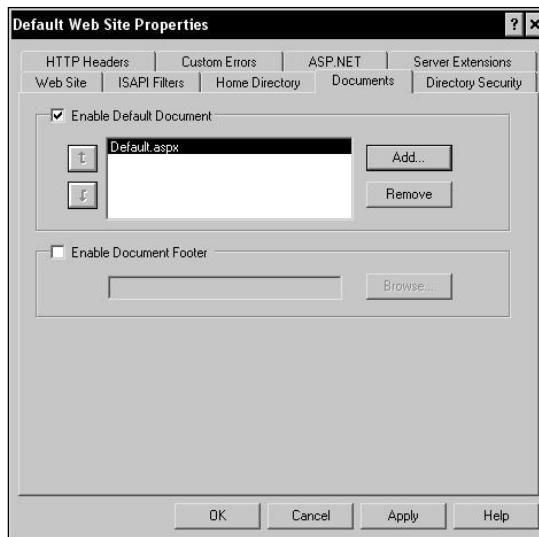 Default Web Site Properties
HTTP Headers Custom Errors ASP.NET Server Extensions
Web Site ISAPI Filters Home Directory Documents Directory Security
Enable Default Document
Default.aspx
Add...
Remove
Enable Document Footer
Browse...
OK Cancel Apply Help